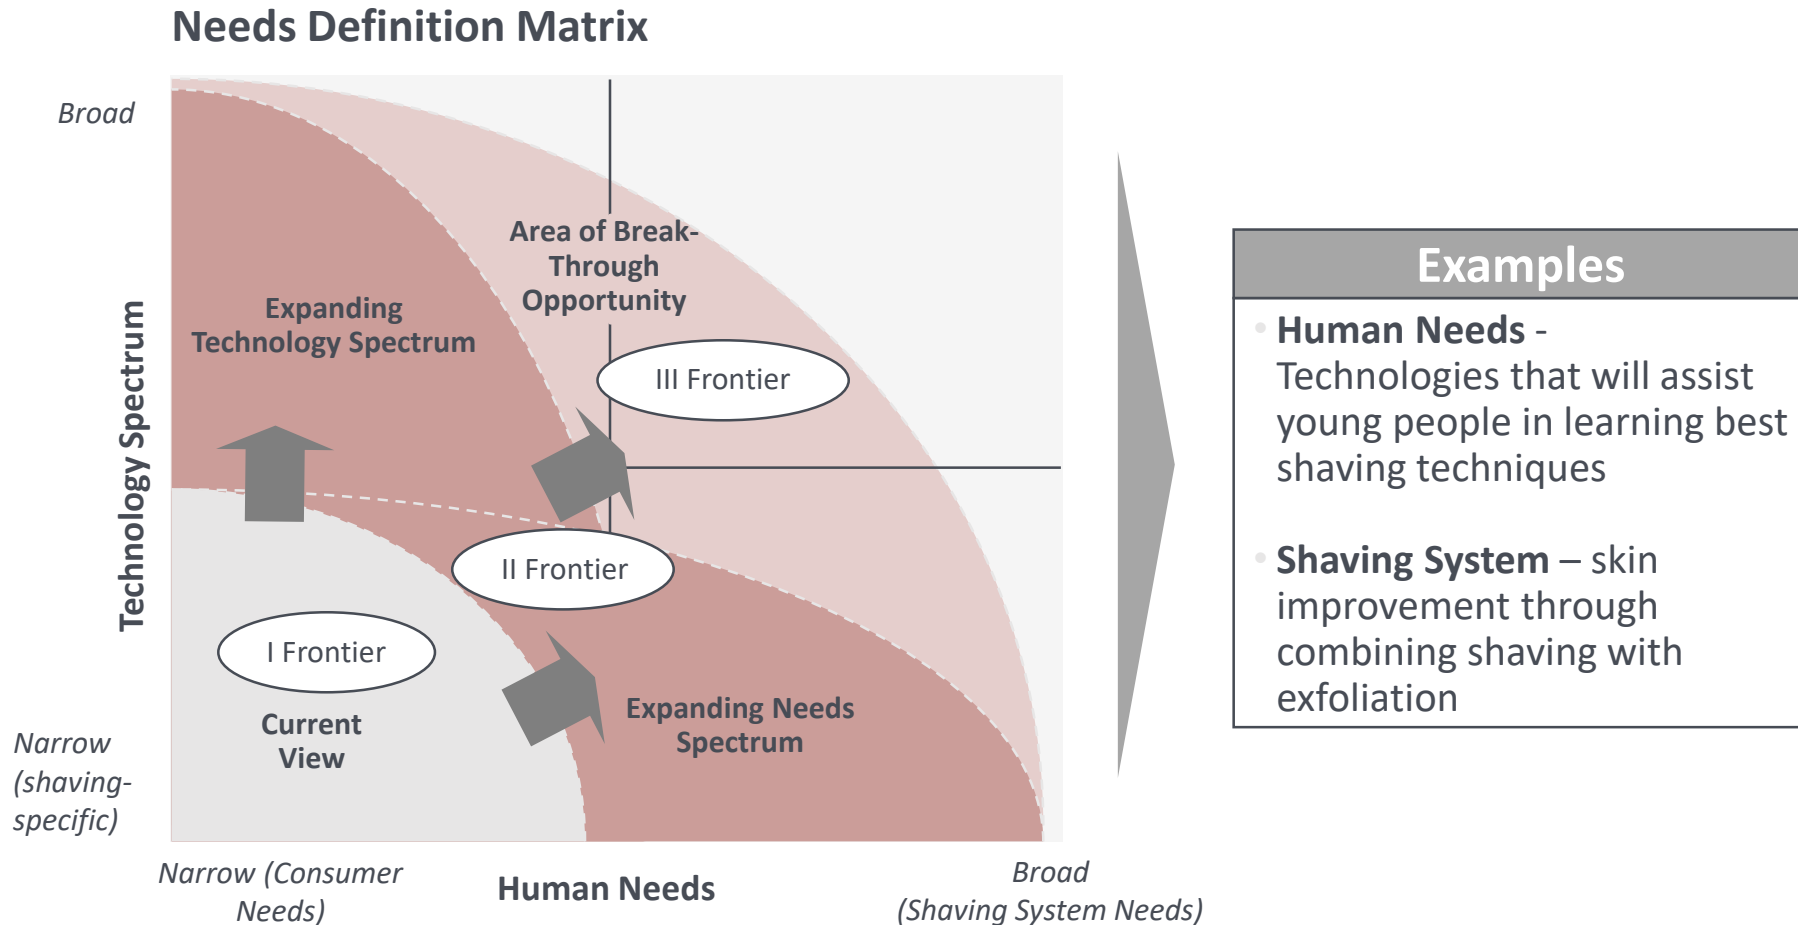 Needs Definition Matrix
Broad
Technology Spectrum
Narrow
(shaving-
specific)
Expanding
Technology Spectrum
Area of Break-
Through
Opportunity
III Frontier
II Frontier
I Frontier
Current
View
Expanding Needs
Spectrum
Narrow (Consumer
Needs)
Human Needs
Broad
(Shaving System Needs)
Examples
• Human Needs -
Technologies that will assist
young people in learning best
shaving techniques
• Shaving System – skin
improvement through
combining shaving with
exfoliation